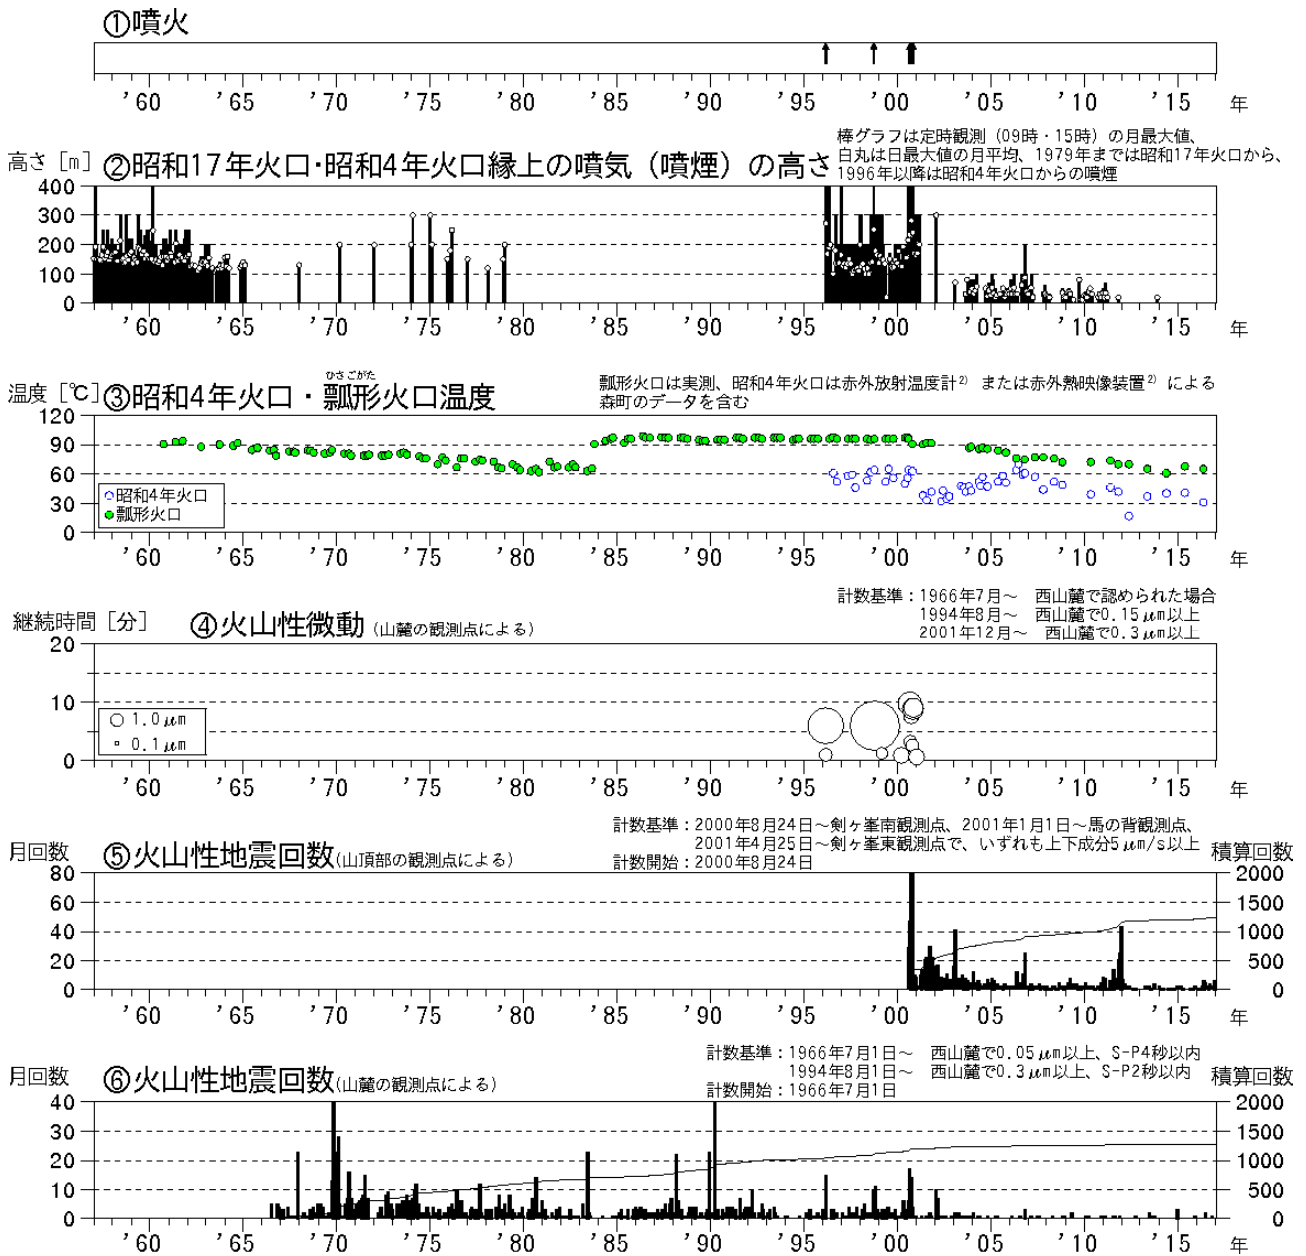 ①噴火
'60 '65 '70 '75 '80 '85 '90 '95 '00 '05 '10 '15 年
棒グラフは定時観測（09時・15時）の月最大値、
高さ［m］ ②昭和17年火口・昭和4年火口縁上の噴気（噴煙）の高さ 白丸は日最大値の月平均、1979年までは昭和17年火口から、
1996年以降は昭和4年火口からの噴煙
400
300
200
100
0
'60 '65 '70 '75 '80 '85 '90 '95 '00 '05 '10 '15 年
ひさごがた
温度［℃］ ③昭和4年火口・瓢形火口温度 瓢形火口は実測、昭和4年火口は赤外放射温度計2) または赤外熱映像装置2) による
森町のデータを含む
120
90
60
昭和4年火口
30
瓢形火口
0
'60 '65 '70 '75 '80 '85 '90 '95 '00 '05 '10 '15 年
計数基準：1966年7月～ 西山麓で認められた場合
継続時間［分］ ④火山性微動（山麓の観測点による） 1994年8月～ 西山麓で0.15μm以上
2001年12月～ 西山麓で0.3μm以上
20
10
1.0μm
0.1μm
0
'60 '65 '70 '75 '80 '85 '90 '95 '00 '05 '10 '15 年
計数基準：2000年8月24日～剣ヶ峯南観測点、2001年1月1日～馬の背観測点、
2001年4月25日～剣ヶ峯東観測点で、いずれも上下成分5μm/s以上
月回数 ⑤火山性地震回数(山頂部の観測点による) 計数開始：2000年8月24日 積算回数
80 2000
60 1500
40 1000
20 500
0 0
'60 '65 '70 '75 '80 '85 '90 '95 '00 '05 '10 '15 年
計数基準：1966年7月1日～ 西山麓で0.05μm以上、S-P4秒以内
月回数 ⑥火山性地震回数(山麓の観測点による) 1994年8月1日～ 西山麓で0.3μm以上、S-P2秒以内 積算回数
計数開始：1966年7月1日
40 2000
30 1500
20 1000
10 500
0 0
'60 '65 '70 '75 '80 '85 '90 '95 '00 '05 '10 '15 年